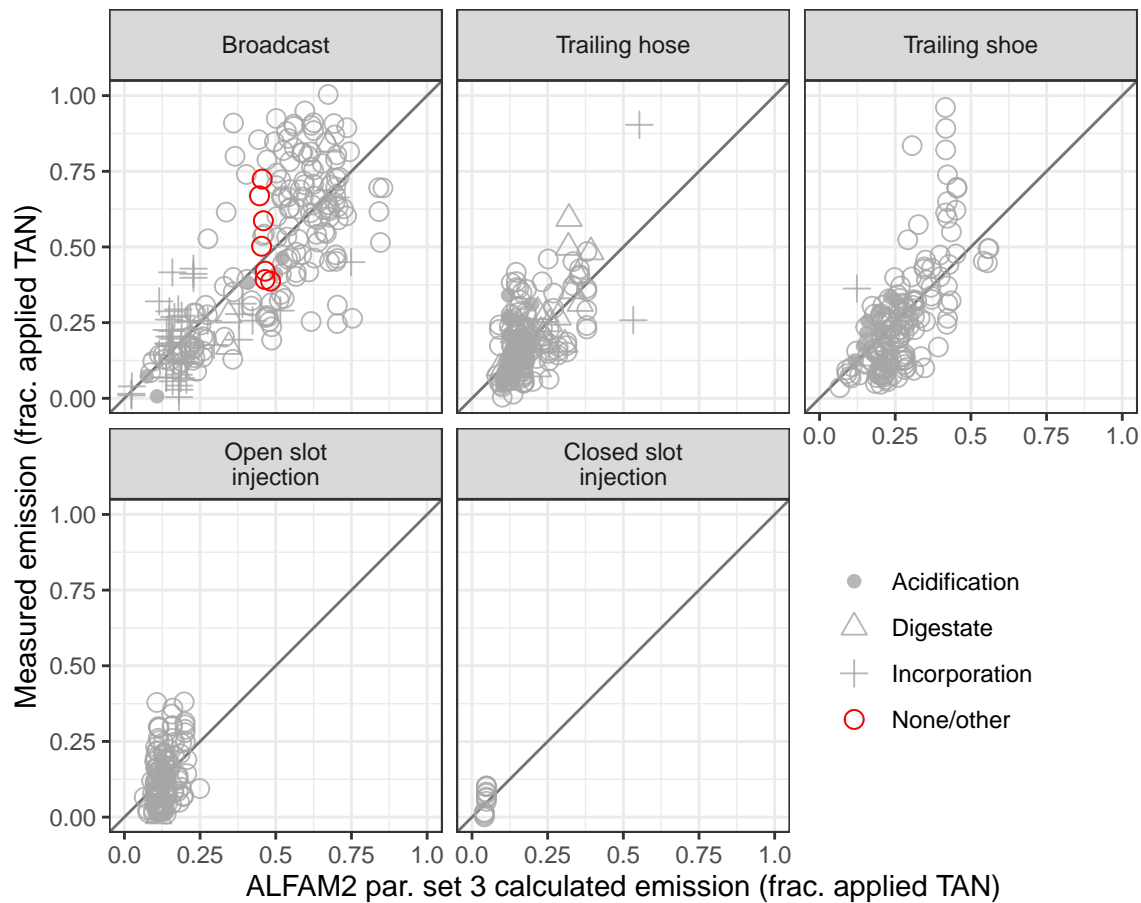 Broadcast
Trailing hose
Trailing shoe
1.00
0.75
0.50
0.25
0.00
0.0 0.25 0.50 0.75 1.0
Open slot
injection
Closed slot
injection
1.00
0.75
0.50
0.25
0.00
0.0 0.25 0.50 0.75 1.0
0.0 0.25 0.50 0.75 1.0
Measured emission (frac. applied TAN)
ALFAM2 par. set 3 calculated emission (frac. applied TAN)
Acidification
Digestate
Incorporation
None/other